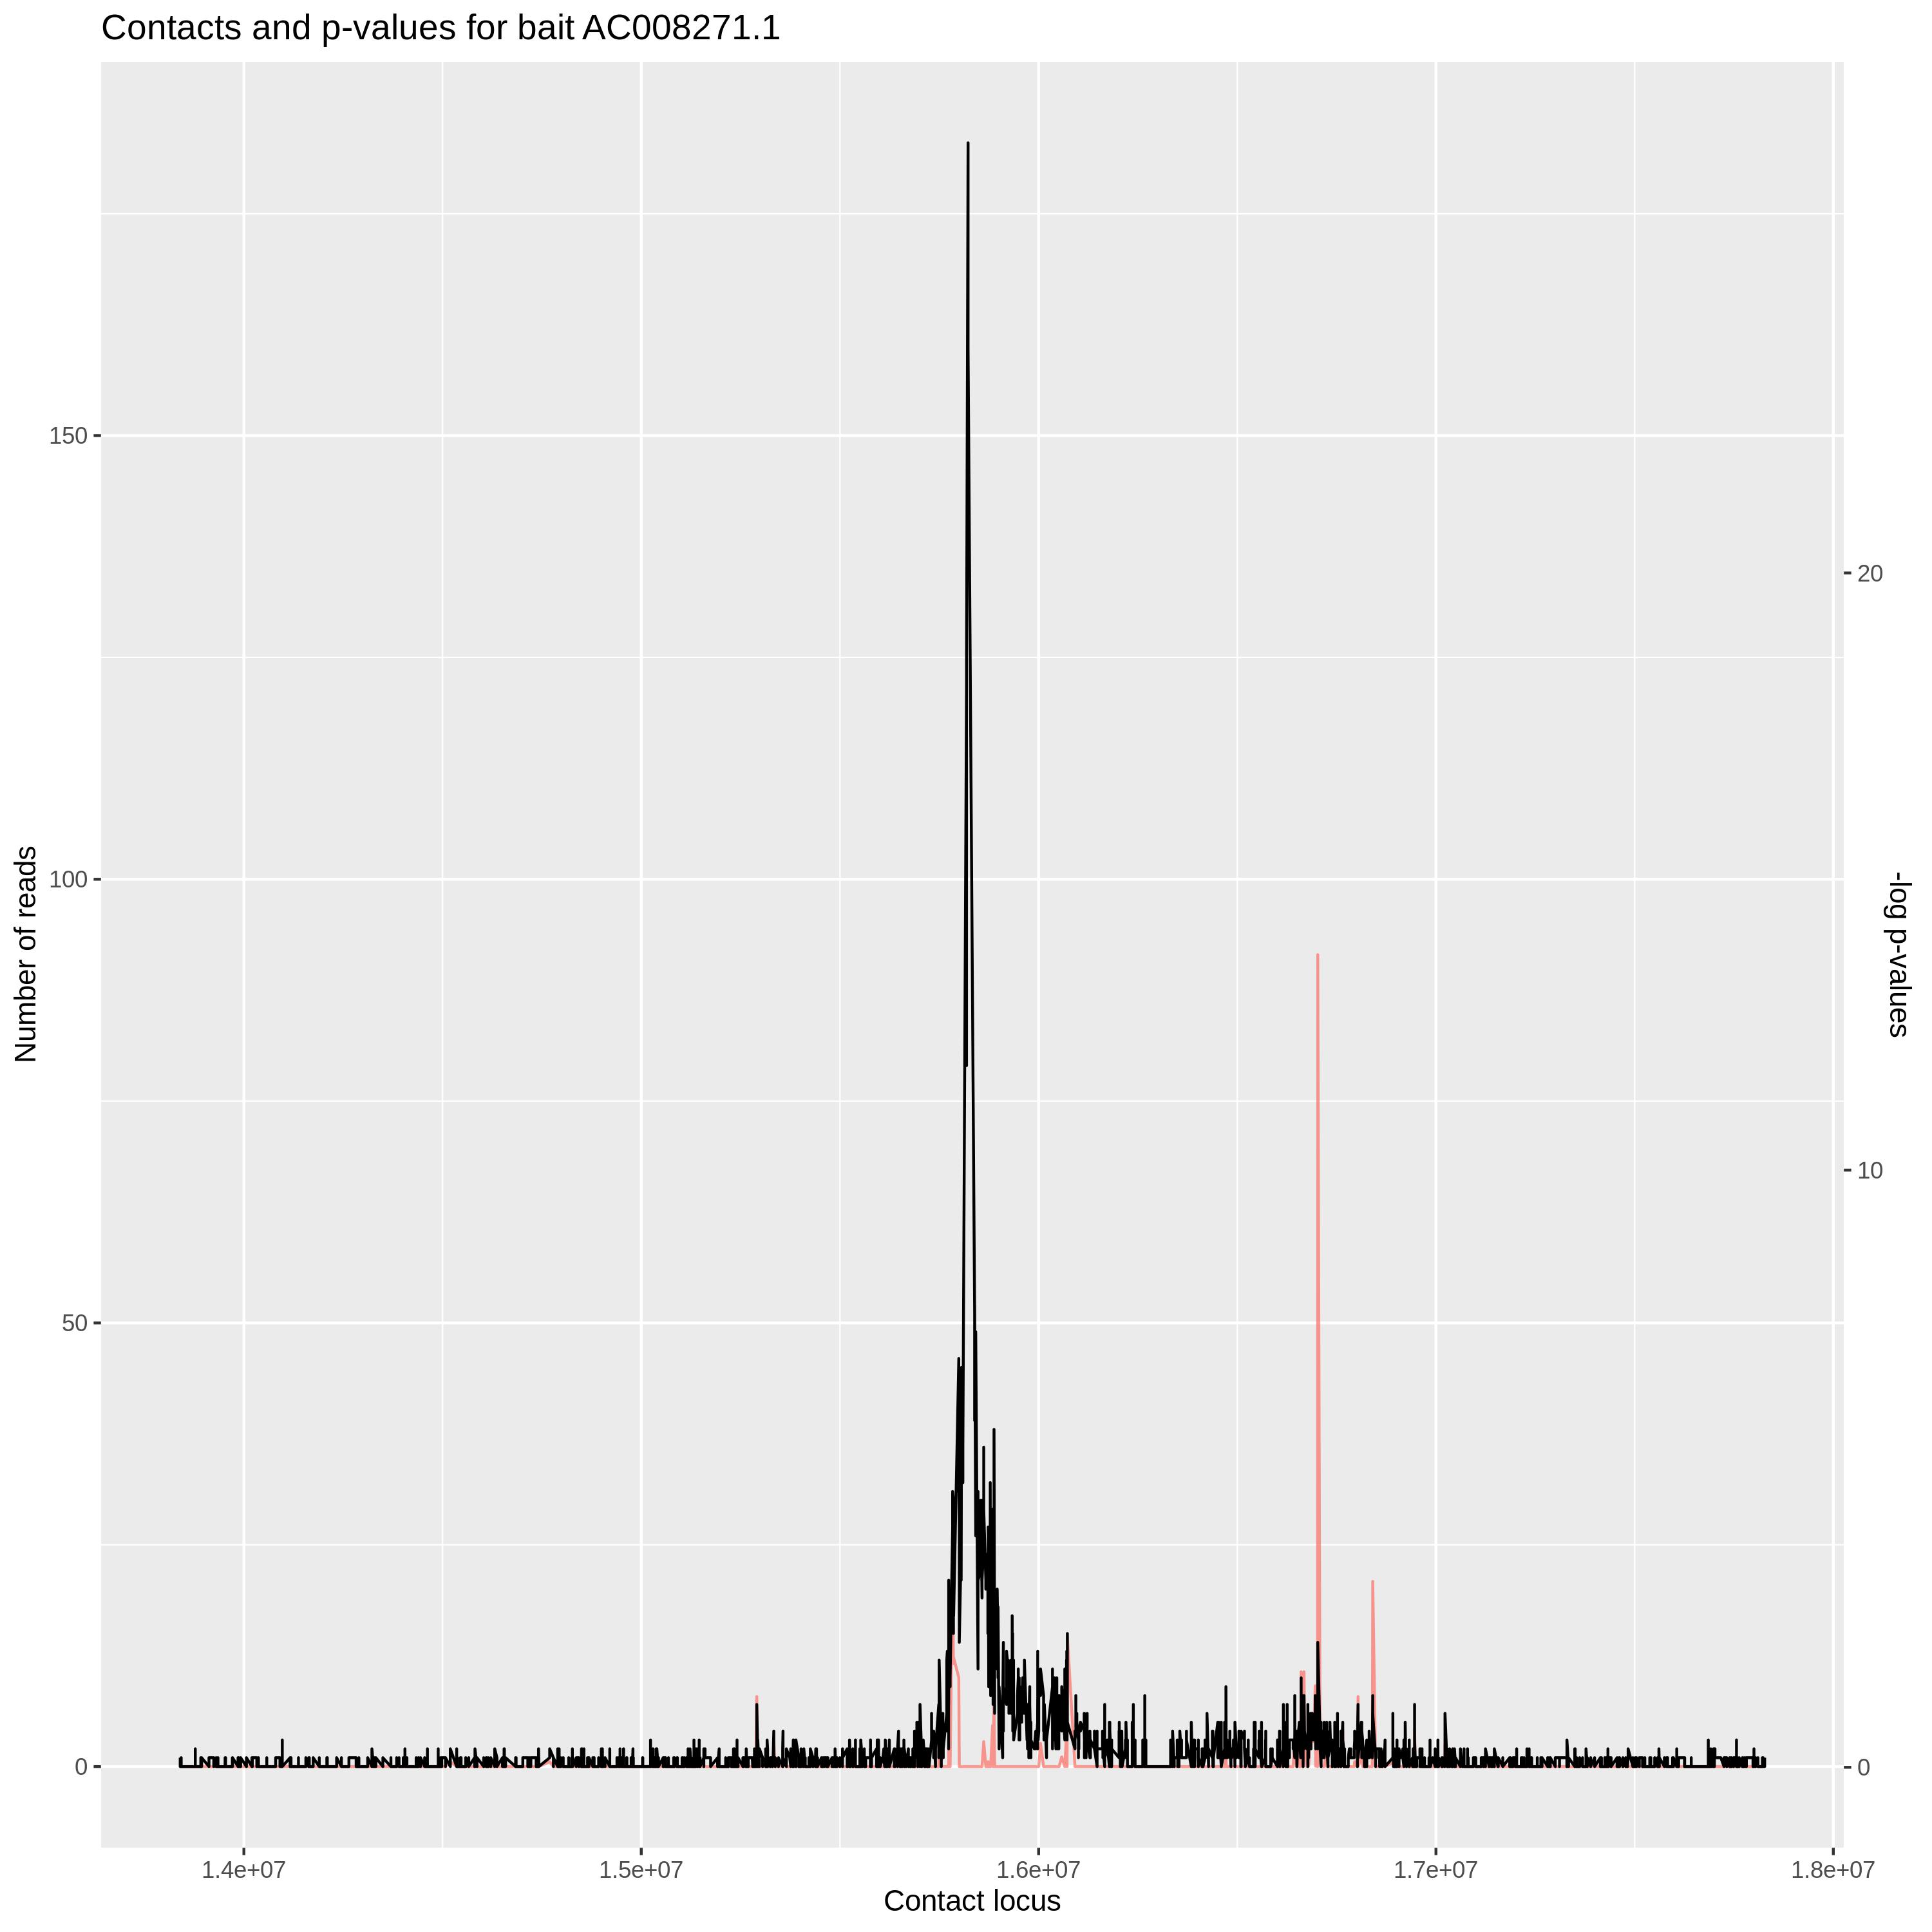 Contacts and p-values for bait AC008271.1
Number of reads
150
100
50
0
20
10
0
-log p-values
1.4e+07
1.5e+07
1.6e+07
1.7e+07
1.8e+07
Contact locus